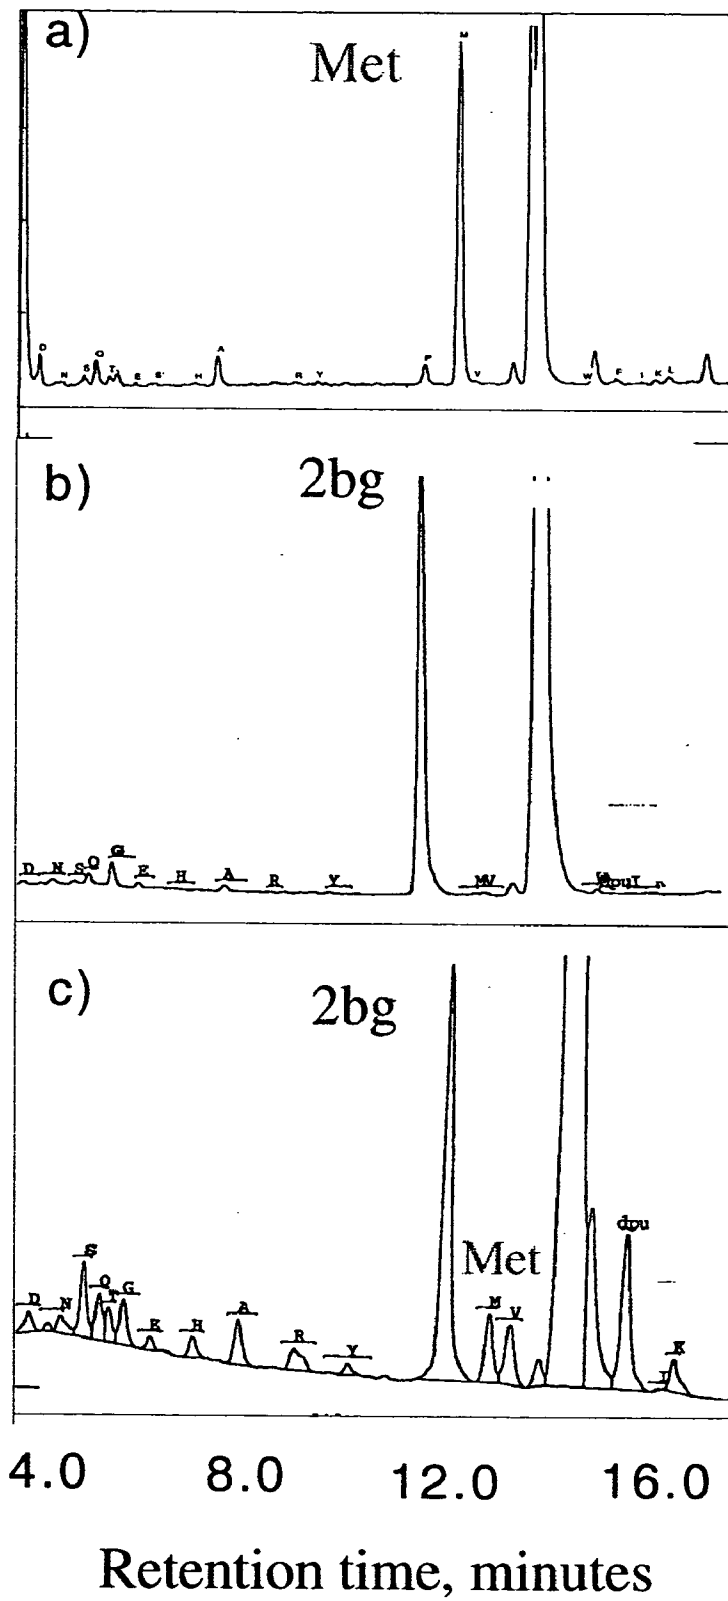 a)
Met
M
D N S Q T E S H A R Y P V W F I K L
b)
2bg
D N S Q G E H A R Y M V
c)
2bg
Met
dpu
D N S Q T G E H A R Y M V I K
4.0 8.0 12.0 16.0
Retention time, minutes